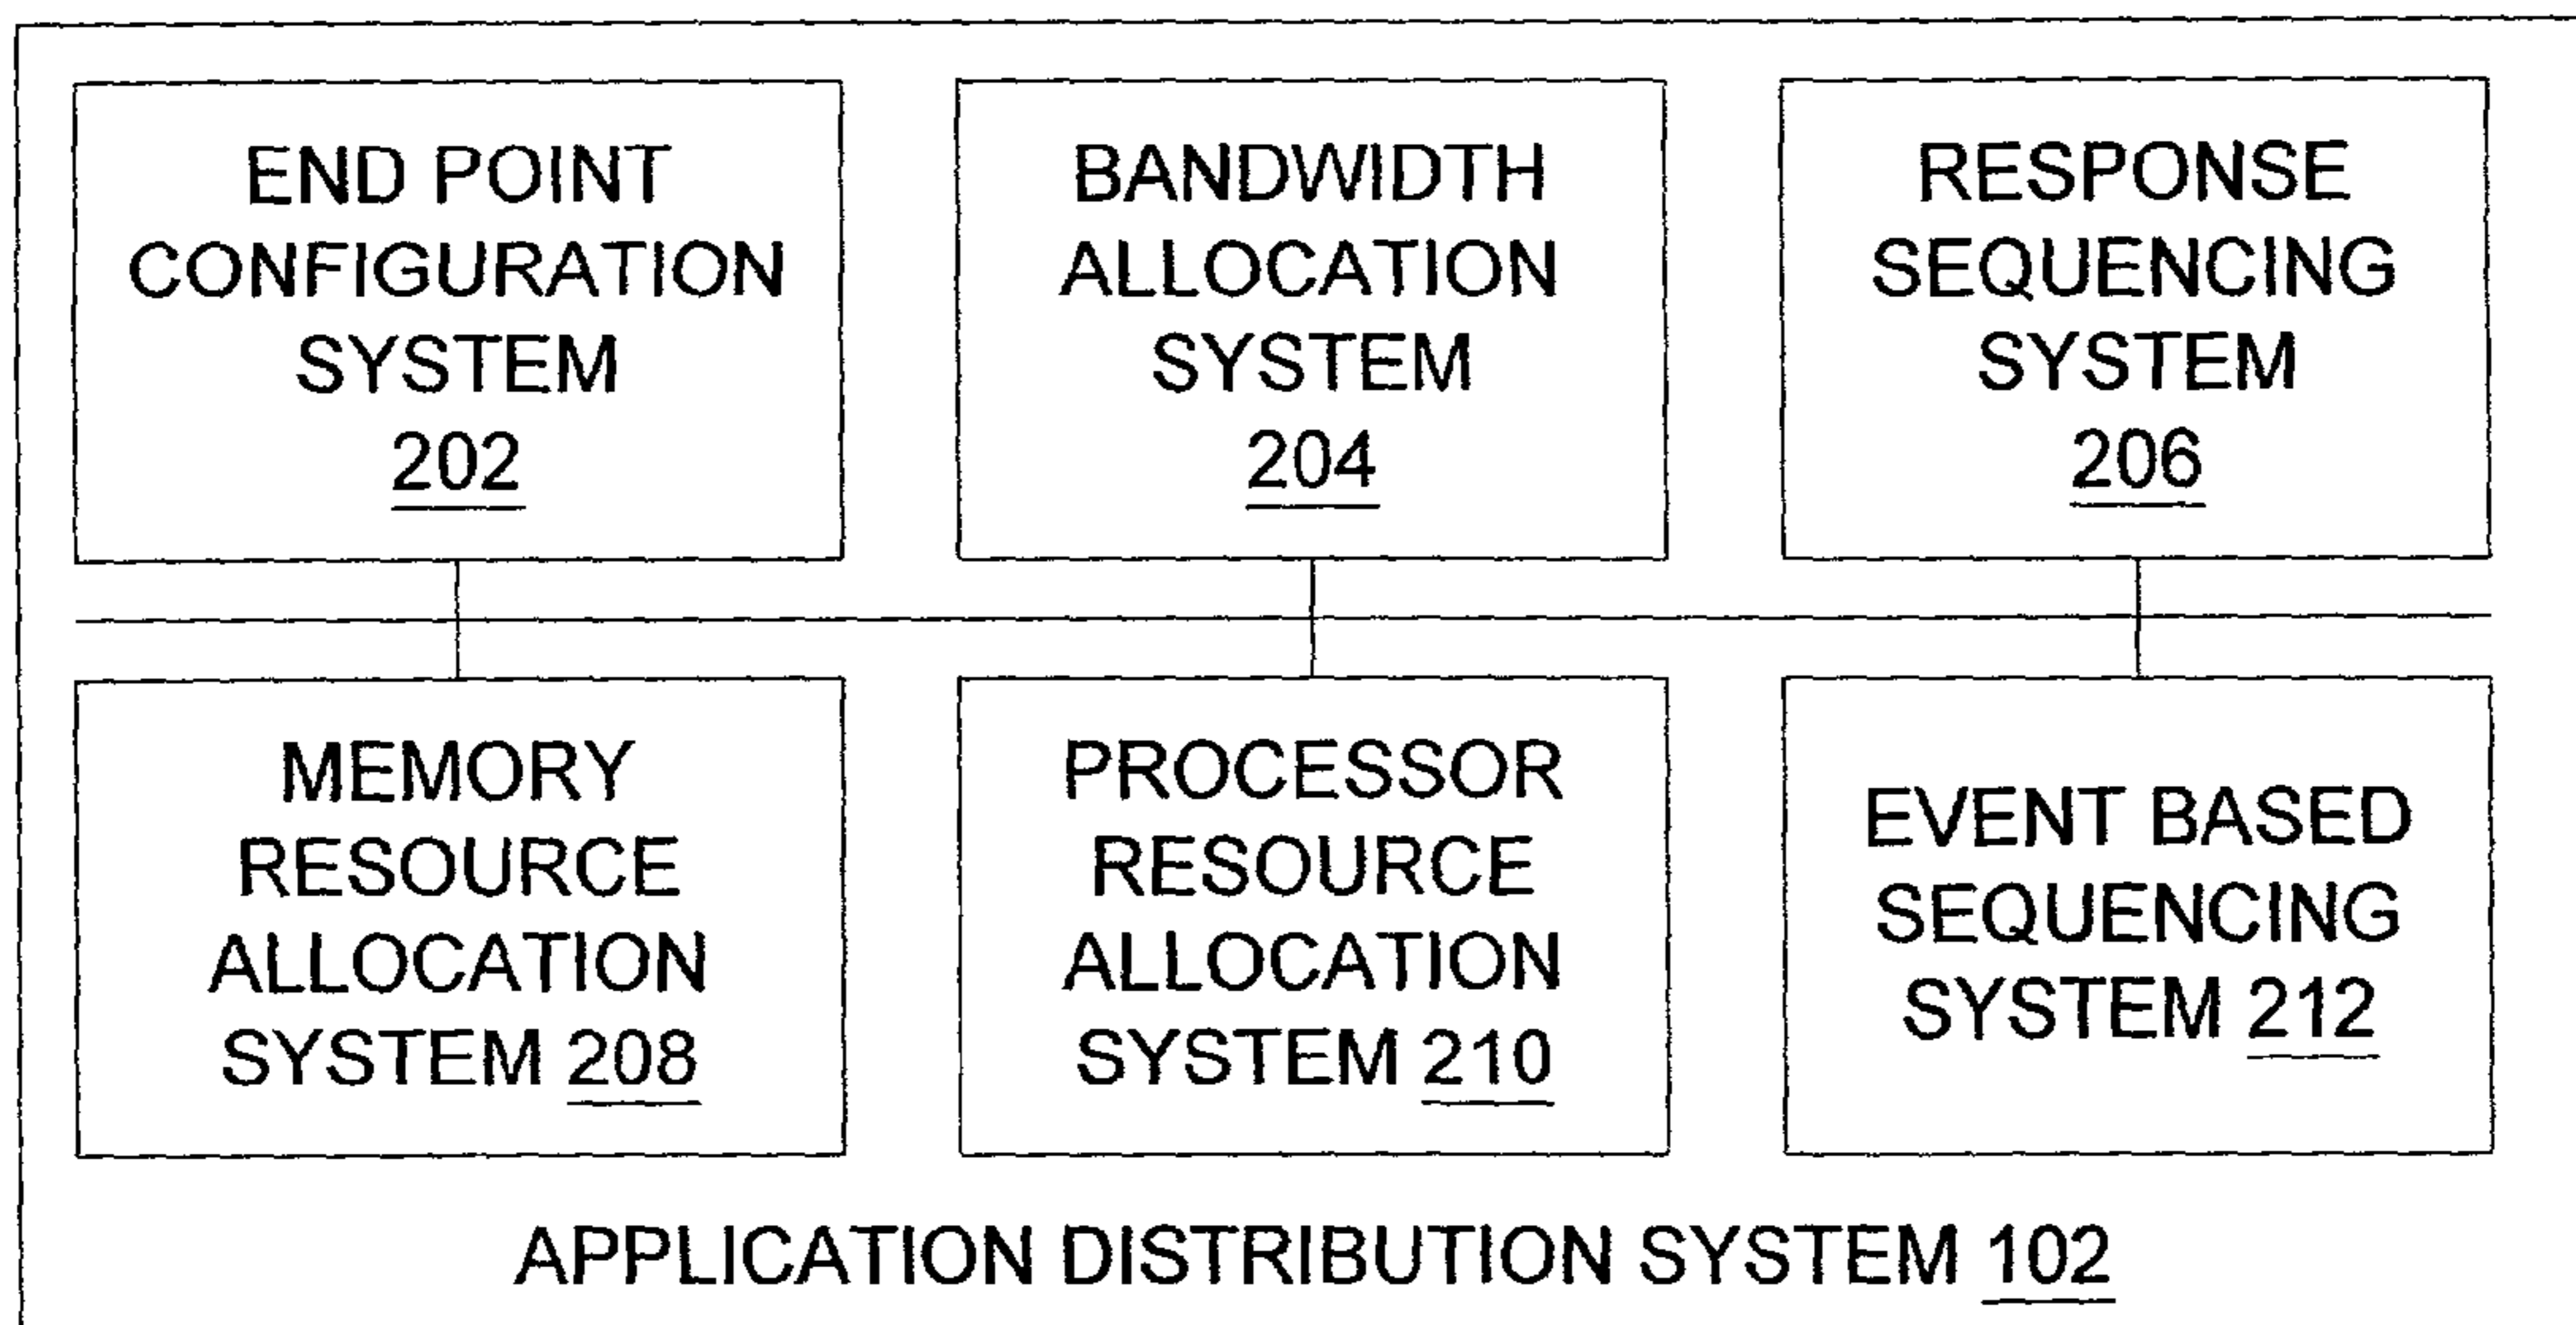 END POINT
CONFIGURATION
SYSTEM
202
BANDWIDTH
ALLOCATION
SYSTEM
204
RESPONSE
SEQUENCING
SYSTEM
206
MEMORY
RESOURCE
ALLOCATION
SYSTEM 208
PROCESSOR
RESOURCE
ALLOCATION
SYSTEM 210
EVENT BASED
SEQUENCING
SYSTEM 212
APPLICATION DISTRIBUTION SYSTEM 102